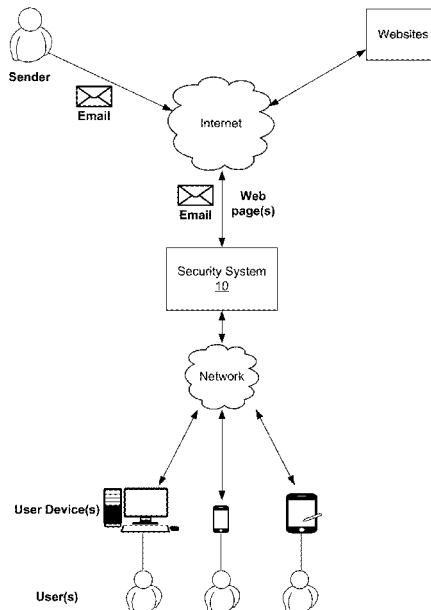 Sender
Websites
Email
Internet
Email
Web
page(s)
Security System
10
Network
User Device(s)
User(s)